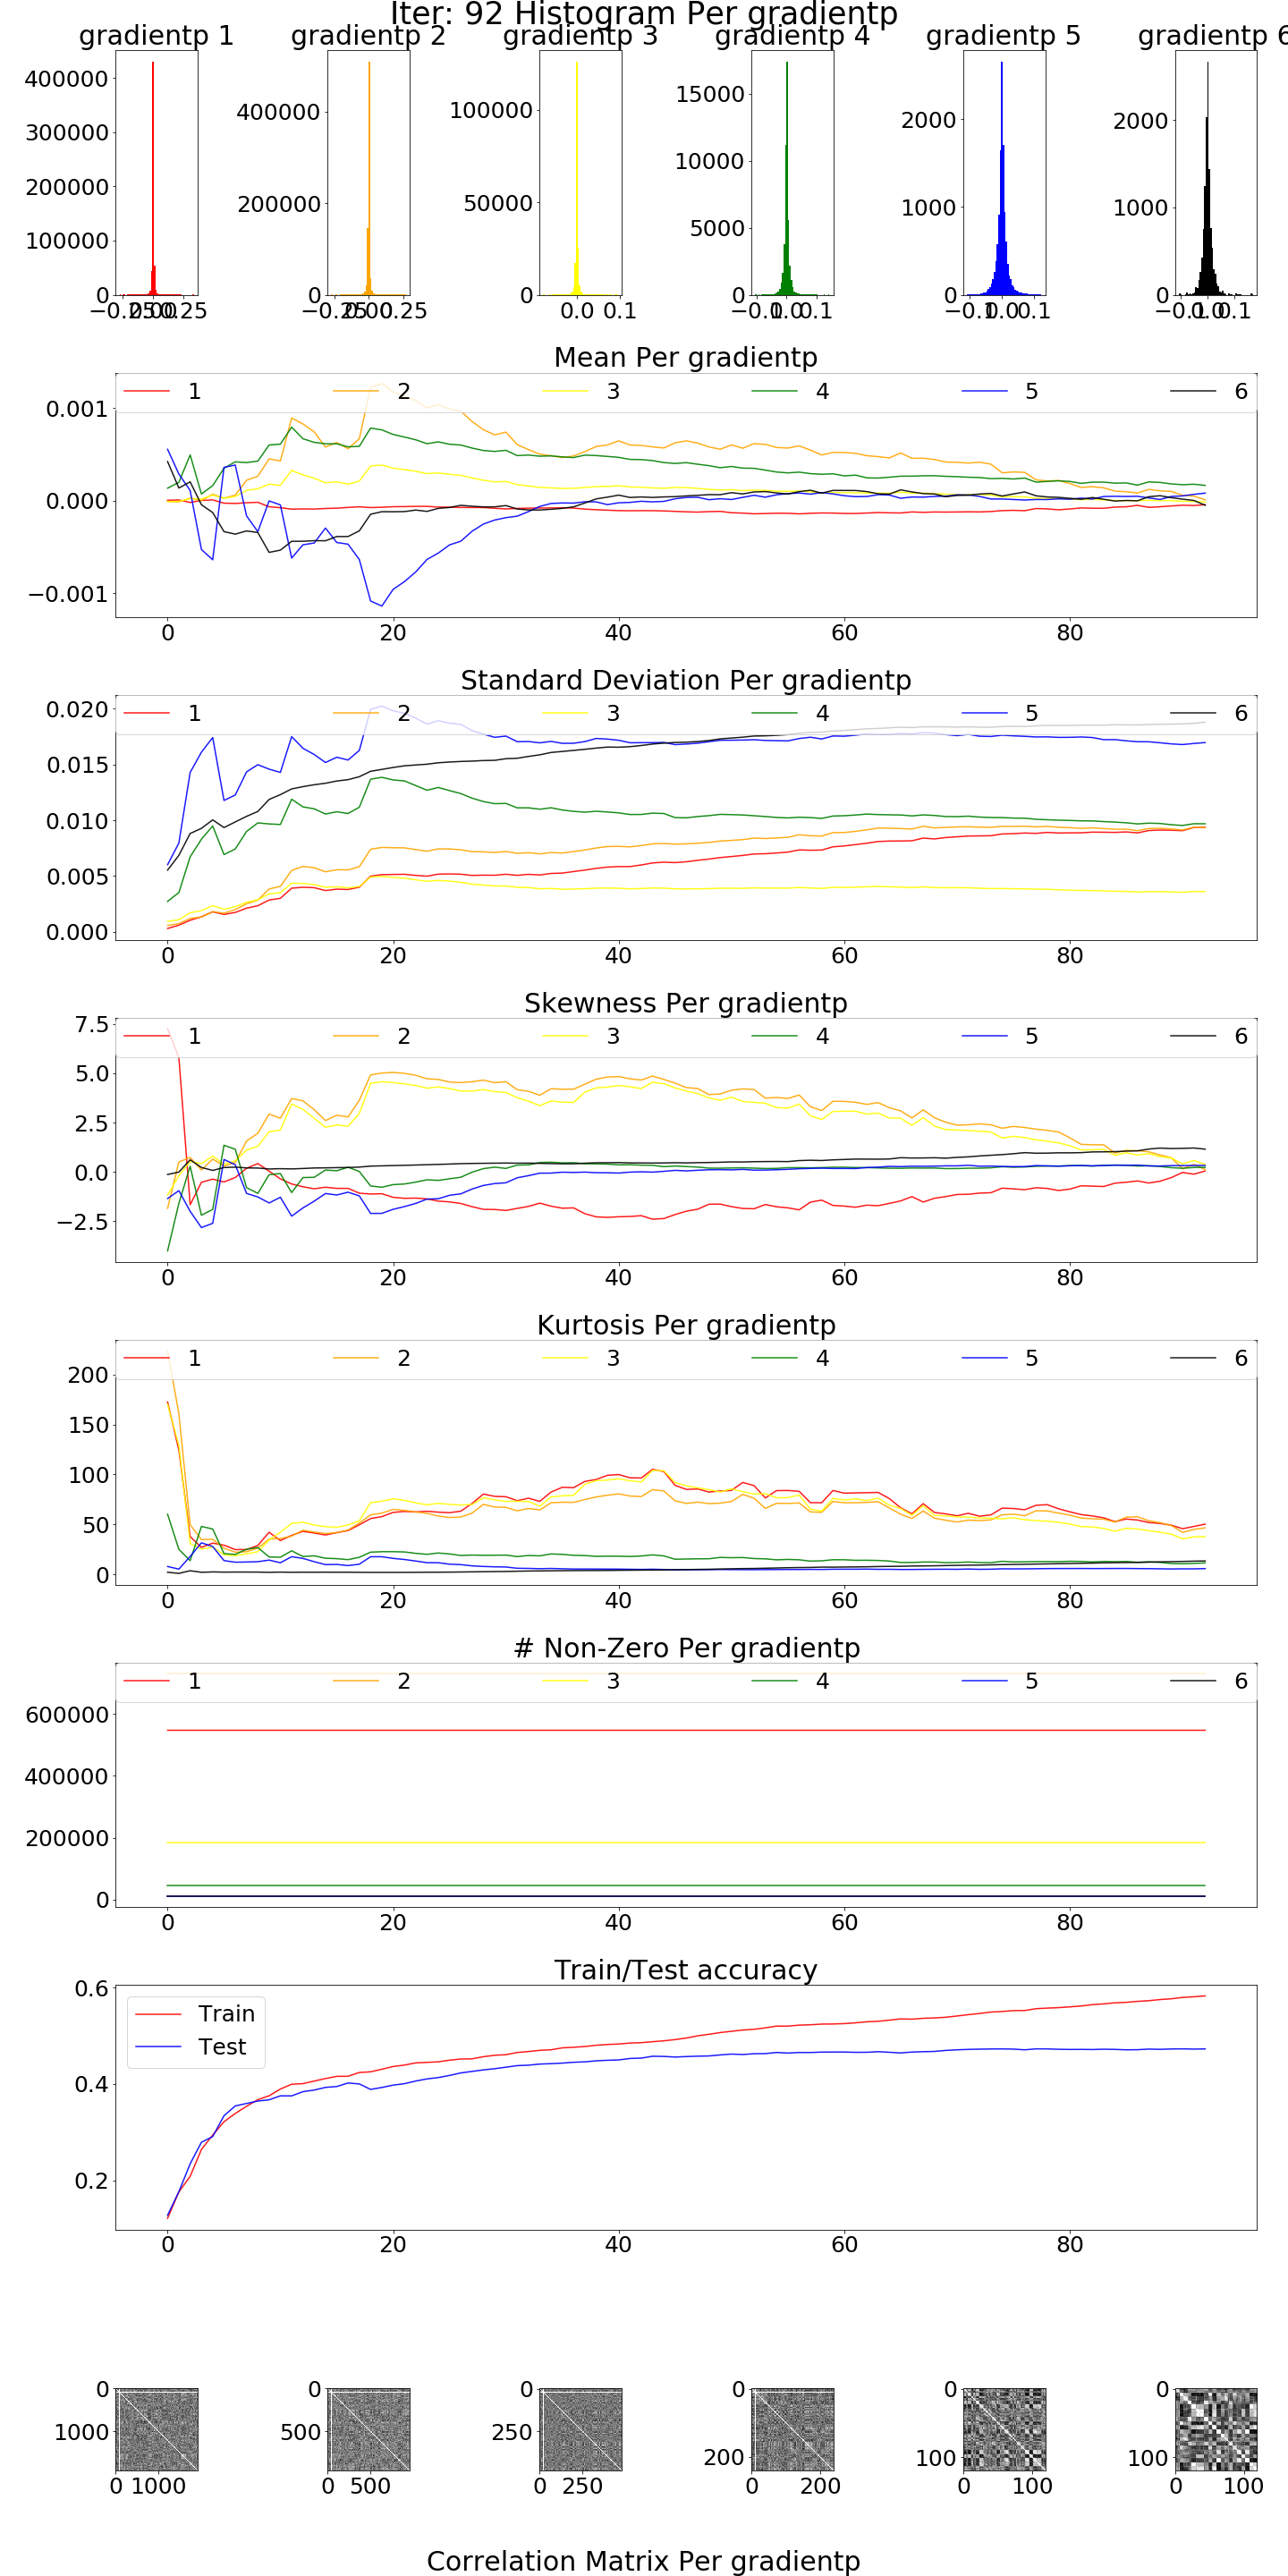 Iter: 92 Histogram Per gradientp
gradientp 1 gradientp 2 gradientp 3 gradientp 4 gradientp 5 gradientp 6
400000
300000
200000
100000
0
400000
200000
0
100000
50000
0
0.0 0.1
15000
10000
5000
0
2000
1000
0
2000
1000
0
Mean Per gradientp
1 2 3 4 5 6
0.001
0.000
−0.001
0 20 40 60 80
Standard Deviation Per gradientp
1 2 3 4 5 6
0.020
0.015
0.010
0.005
0.000
0 20 40 60 80
Skewness Per gradientp
1 2 3 4 5 6
7.5
5.0
2.5
0.0
−2.5
0 20 40 60 80
Kurtosis Per gradientp
1 2 3 4 5 6
200
150
100
50
0
0 20 40 60 80
# Non-Zero Per gradientp
1 2 3 4 5 6
600000
400000
200000
0
0 20 40 60 80
Train/Test accuracy
Train
Test
0.6
0.4
0.2
0 20 40 60 80
0
1000
0 1000
0
500
0 500
0
250
0 250
0
200
0 200
0
100
0 100
0
100
0 100
Correlation Matrix Per gradientp